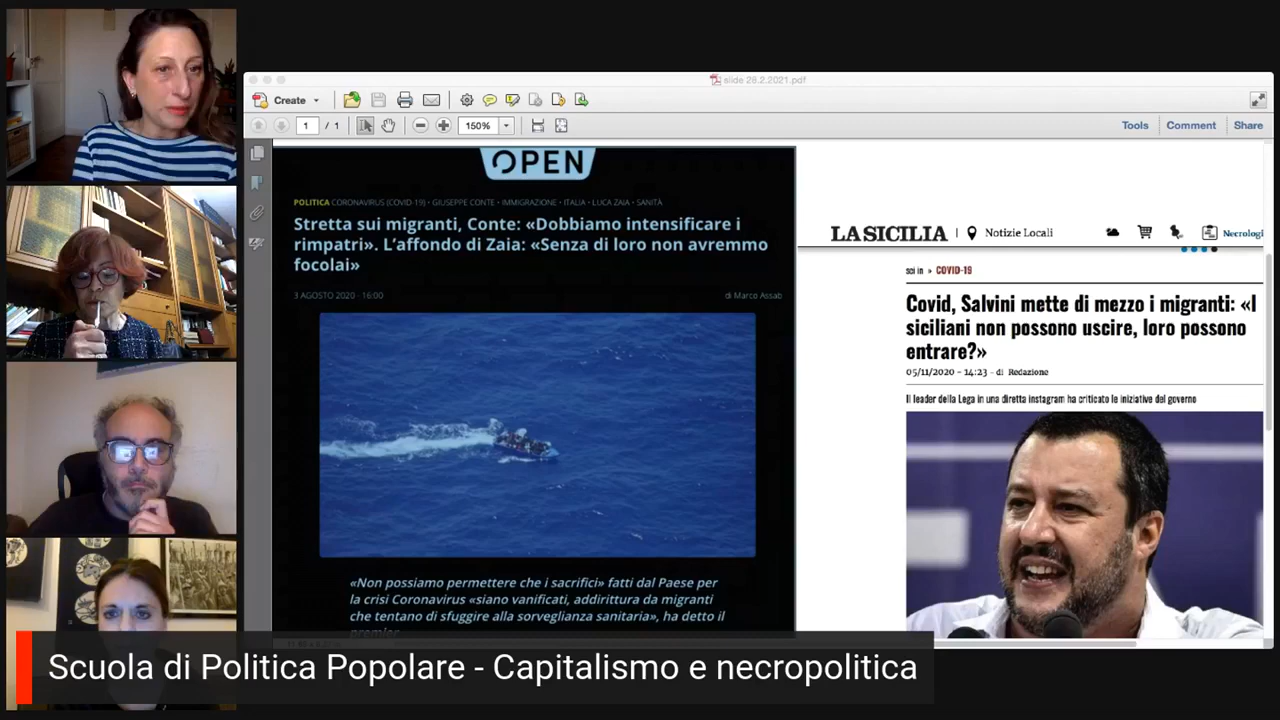 slide 26.2.2021.pdf
Create
1 / 1
150%
Tools Comment Share
OPEN
POLITICA CORONAVIRUS (COVID-19) • GIUSEPPE CONTE • IMMIGRAZIONE • ITALIA • LUCA ZAIA • SANITÀ
Stretta sui migranti, Conte: «Dobbiamo intensificare i
rimpatri». L'affondo di Zaia: «Senza di loro non avremmo
focolai»
3 AGOSTO 2020 - 16:00
di Marco Assab
«Non possiamo permettere che i sacrifici» fatti dal Paese per
la crisi Coronavirus «siano vanificati, addirittura da migranti
che tentano di sfuggire alla sorveglianza sanitaria», ha detto il
premier
LA SICILIA | Notizie Locali
Necrologi
sei in » COVID-19
Covid, Salvini mette di mezzo i migranti: «I
siciliani non possono uscire, loro possono
entrare?»
05/11/2020 - 14:23 - di Redazione
Il leader della Lega in una diretta instagram ha criticato le iniziative del governo
Scuola di Politica Popolare - Capitalismo e necropolitica